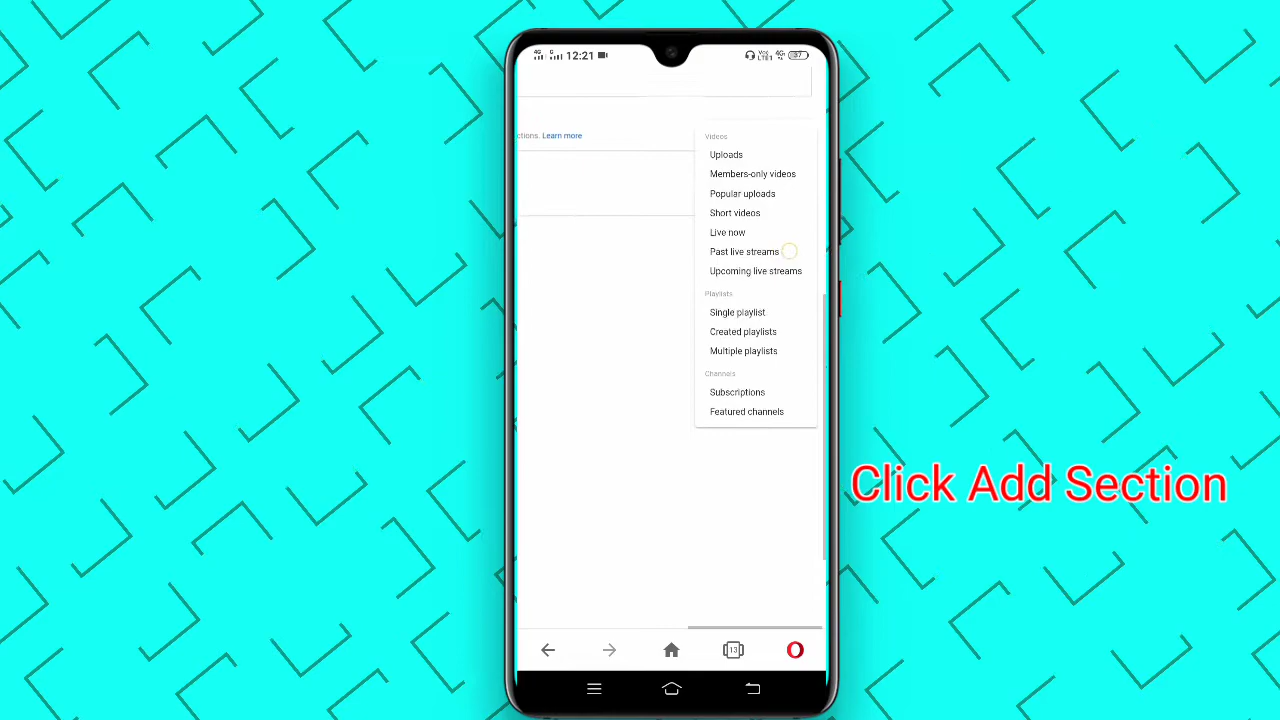 12:21
ctions. Learn more
Videos
Uploads
Members-only videos
Popular uploads
Short videos
Live now
Past live streams
Upcoming live streams
Playlists
Single playlist
Created playlists
Multiple playlists
Channels
Subscriptions
Featured channels
Click Add Section
13